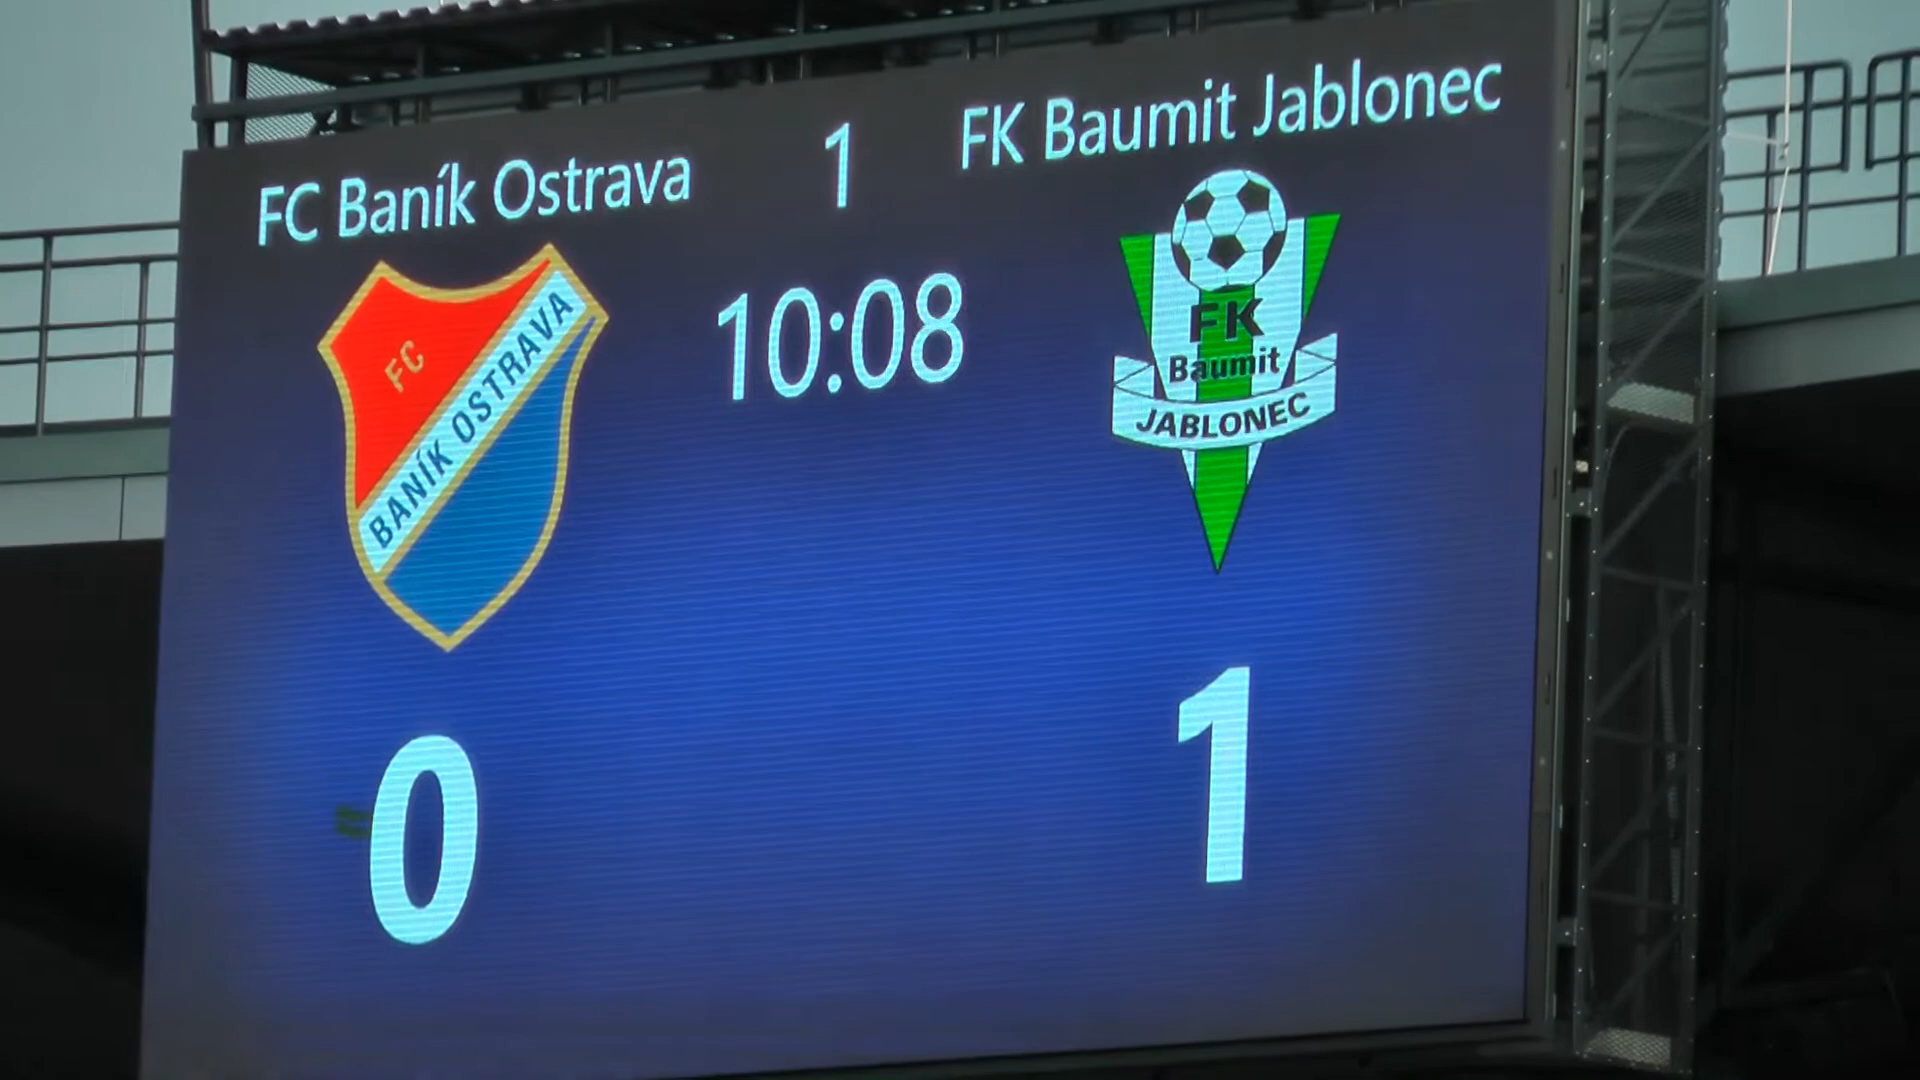 FC Baník Ostrava
1
FK Baumit Jablonec
10:08
FC
BANÍK OSTRAVA
FK
Baumit
JABLONEC
0
1